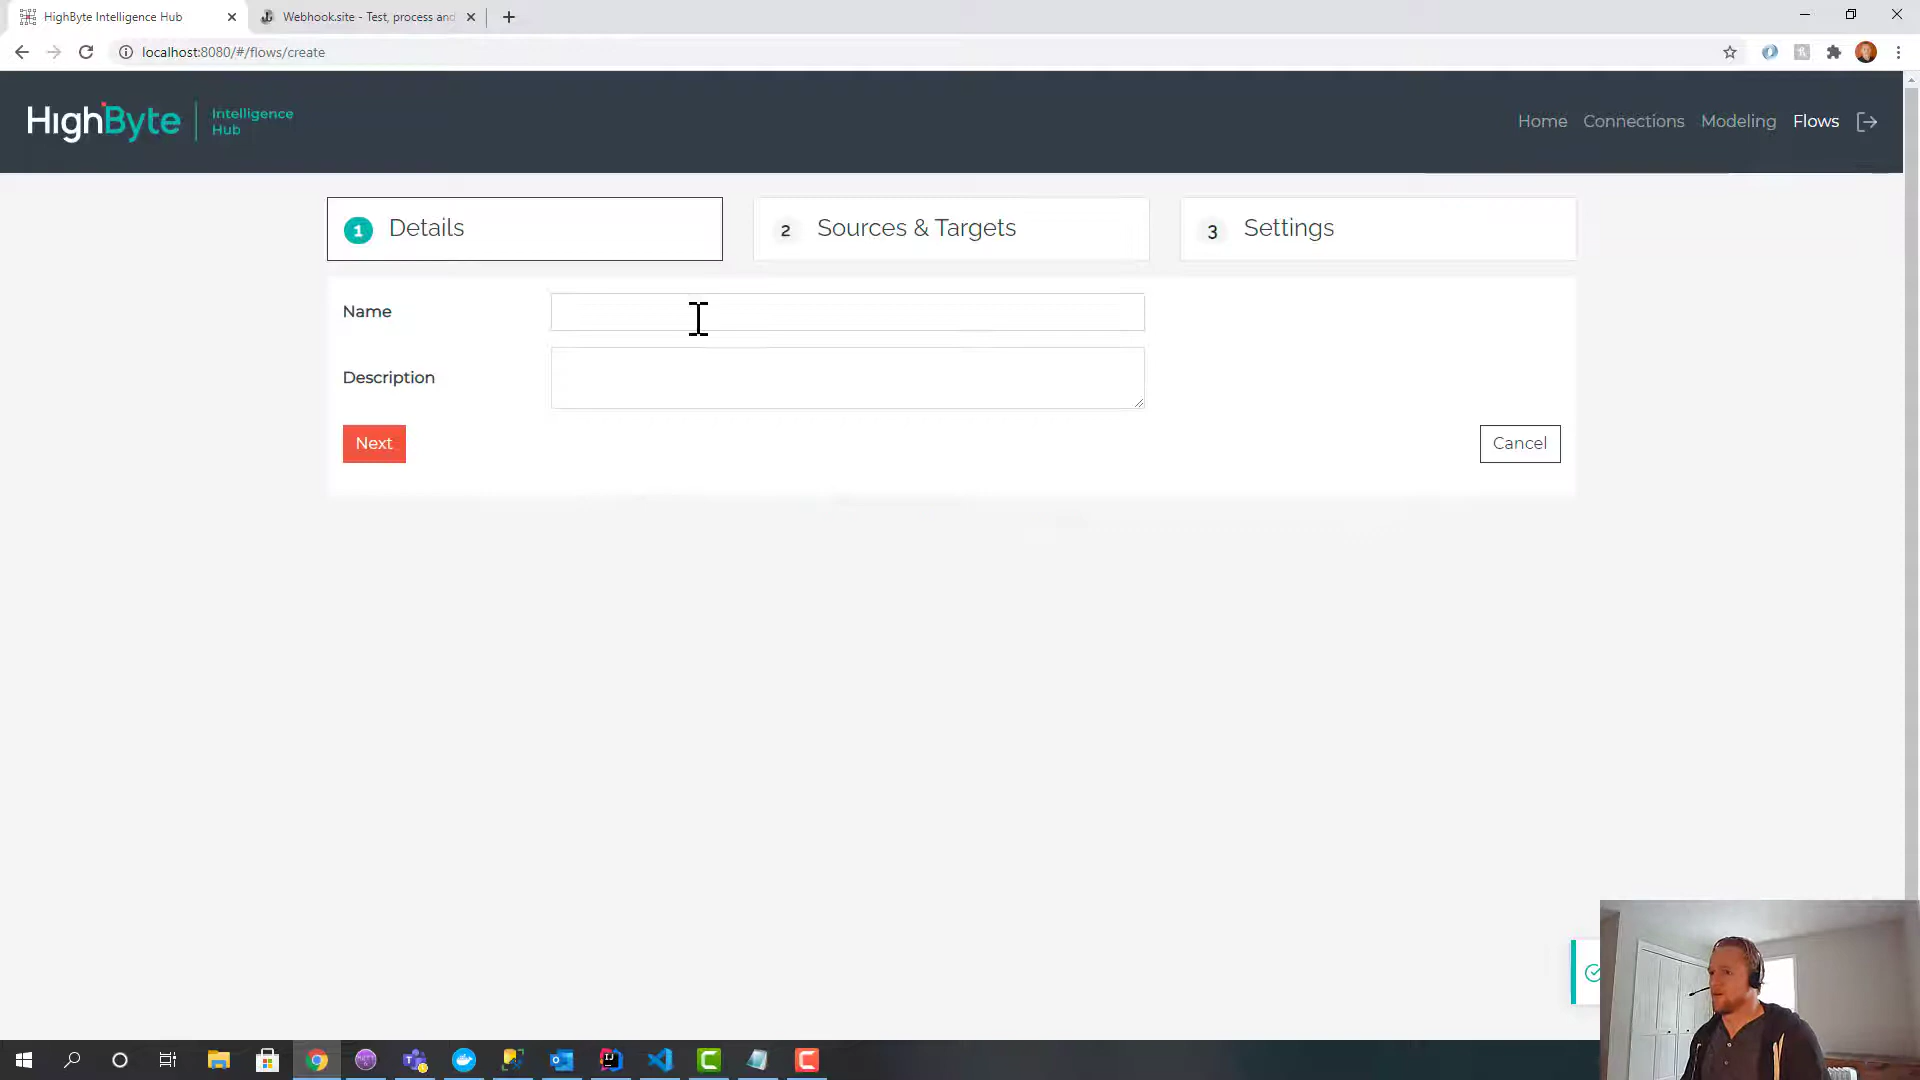 HighByte Intelligence Hub
Webhook.site - Test, process and
localhost:8080/#/flows/create
HighByte
Intelligence
Hub
Home
Connections
Modeling
Flows
1 Details
2 Sources & Targets
3 Settings
Name
Description
Next
Cancel